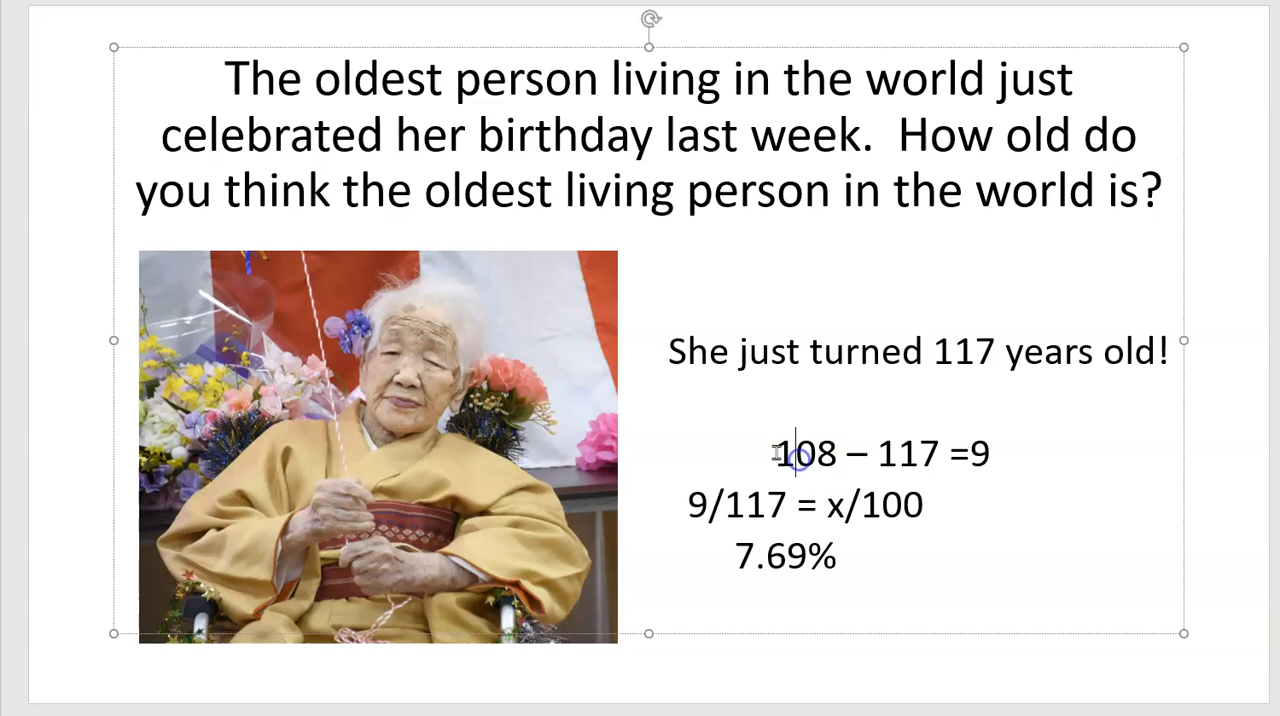 The oldest person living in the world just
celebrated her birthday last week.  How old do
you think the oldest living person in the world is?
She just turned 117 years old!
108 – 117 =9
9/117 = x/100
7.69%